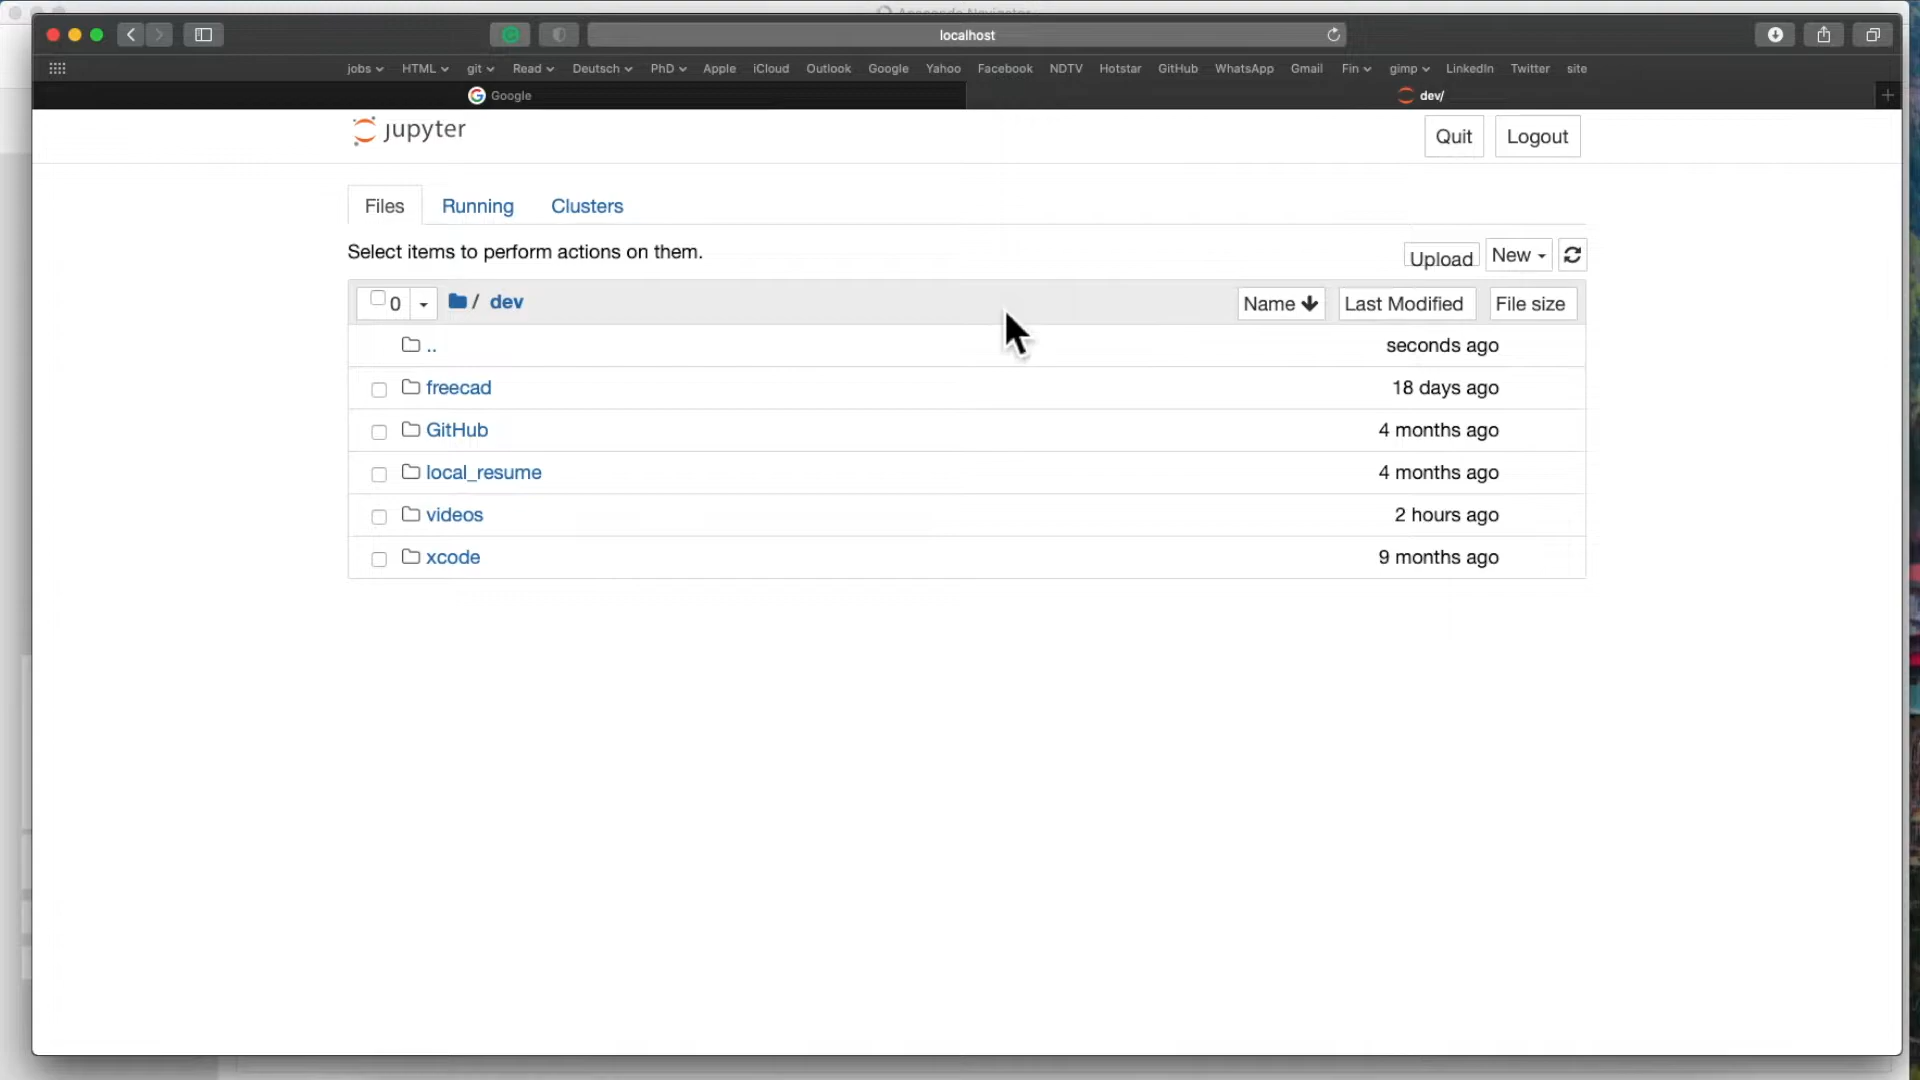 Anaconda Navigator
localhost
jobs HTML git Read Deutsch PhD Apple iCloud Outlook Google Yahoo Facebook NDTV Hotstar GitHub WhatsApp Gmail Fin gimp LinkedIn Twitter site
Google dev/
jupyter Quit Logout
Files Running Clusters
Select items to perform actions on them. Upload New
0 / dev Name Last Modified File size
.. seconds ago
freecad 18 days ago
GitHub 4 months ago
local_resume 4 months ago
videos 2 hours ago
xcode 9 months ago